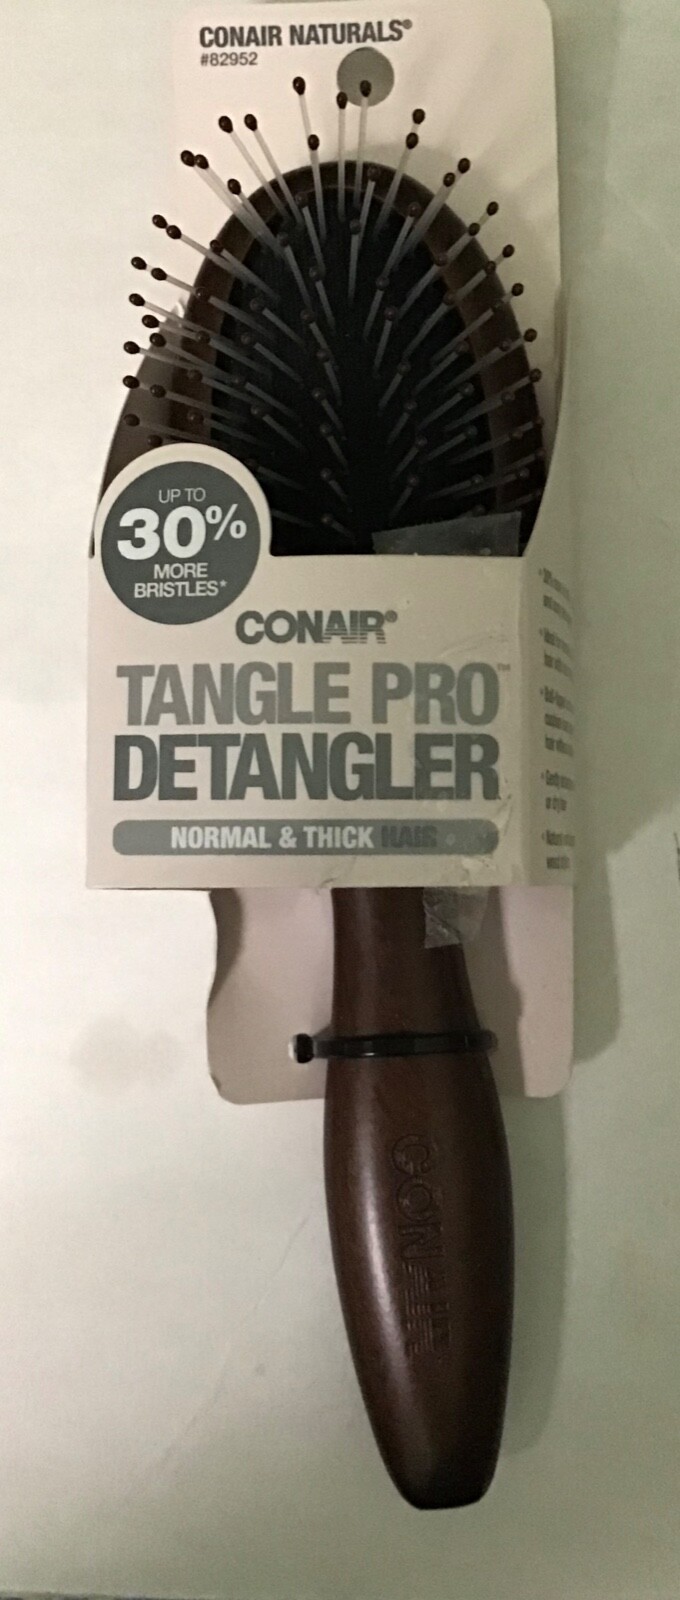 CONAIR NATURALS®
#82952
UP TO
30%
MORE
BRISTLES*
CONAIR®
TANGLE PRO™
DETANGLER
NORMAL & THICK HAIR
CONAIR